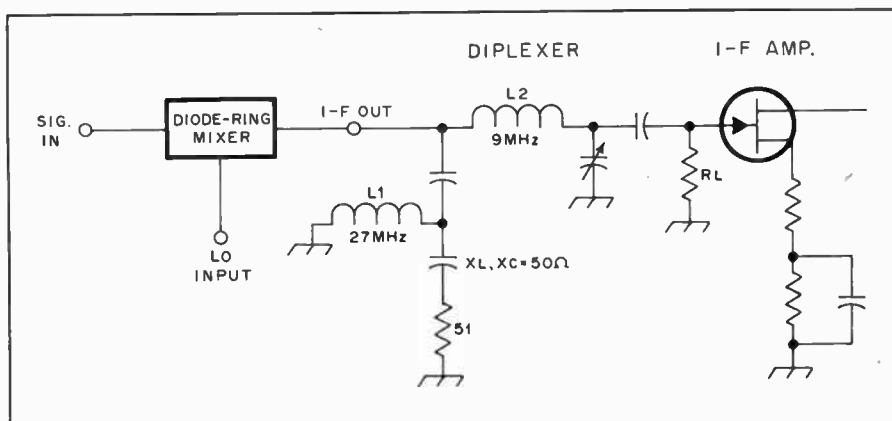 DIPLEXER
I-F AMP.
SIG.
IN
DIODE-RING
MIXER
I-F OUT
L2
9MHz
L1
27MHz
RL
LO
INPUT
XL, XC=50Ω
51